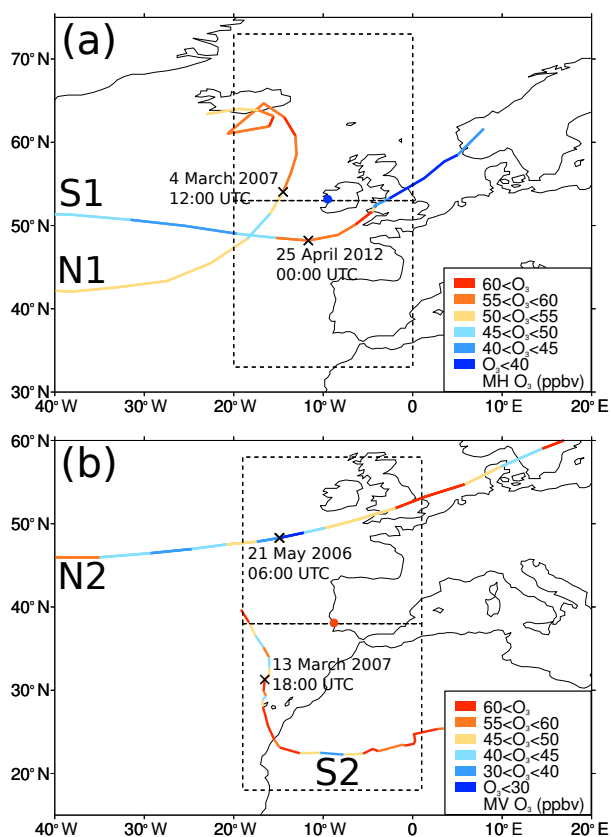 (a)
70°N
60°N
50°N
40°N
30°N
4 March 2007
12:00 UTC
S1
N1
25 April 2012
00:00 UTC
60<O₃
55<O₃<60
50<O₃<55
45<O₃<50
40<O₃<45
O₃<40
MH O₃ (ppbv)
40°W 30°W 20°W 10°W 0° 10°E 20°E
(b)
60°N
50°N
40°N
30°N
20°N
N2
21 May 2006
06:00 UTC
13 March 2007
18:00 UTC
S2
60<O₃
55<O₃<60
45<O₃<50
40<O₃<45
30<O₃<40
O₃<30
MV O₃ (ppbv)
40°W 30°W 20°W 10°W 0° 10°E 20°E